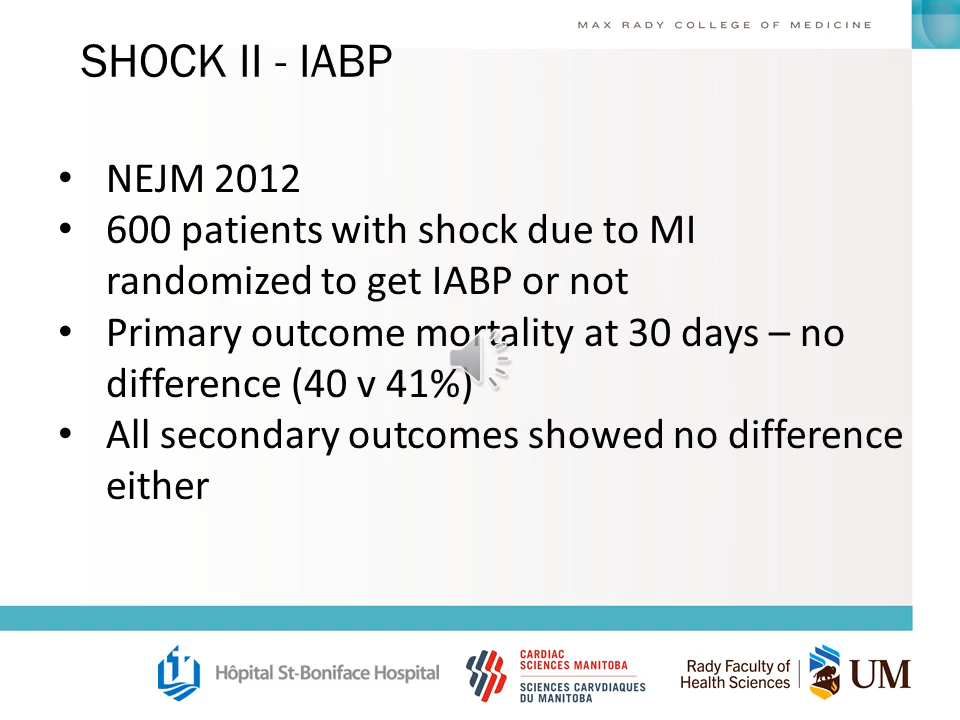 MAX RADY COLLEGE OF MEDICINE
SHOCK II - IABP
• NEJM 2012
• 600 patients with shock due to MI
randomized to get IABP or not
• Primary outcome mortality at 30 days – no
difference (40 v 41%)
• All secondary outcomes showed no difference
either
Hôpital St-Boniface Hospital
CARDIAC
SCIENCES MANITOBA
SCIENCES CARVDIAQUES
DU MANITOBA
Rady Faculty of
Health Sciences
UM